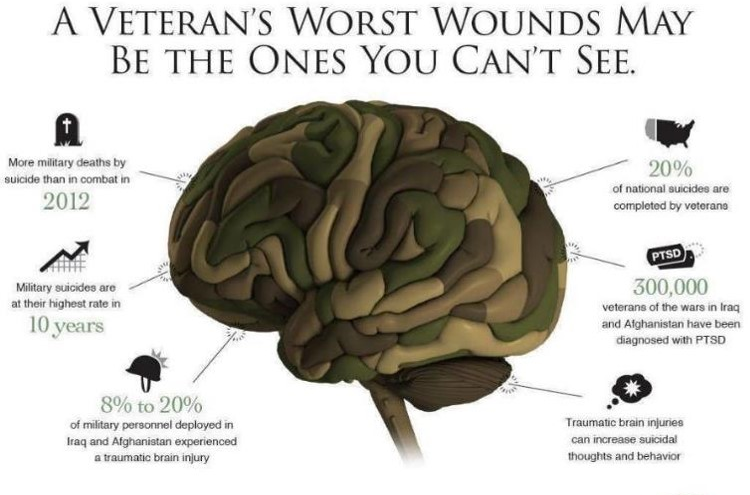 A VETERAN'S WORST WOUNDS MAY
BE THE ONES YOU CAN'T SEE.
More military deaths by
suicide than in combat in
2012
Military suicides are
at their highest rate in
10 years
8% to 20%
of military personnel deployed in
Iraq and Afghanistan experienced
a traumatic brain injury
20%
of national suicides are
completed by veterans
PTSD
300,000
veterans of the wars in Iraq
and Afghanistan have been
diagnosed with PTSD
Traumatic brain injuries
can increase suicidal
thoughts and behavior